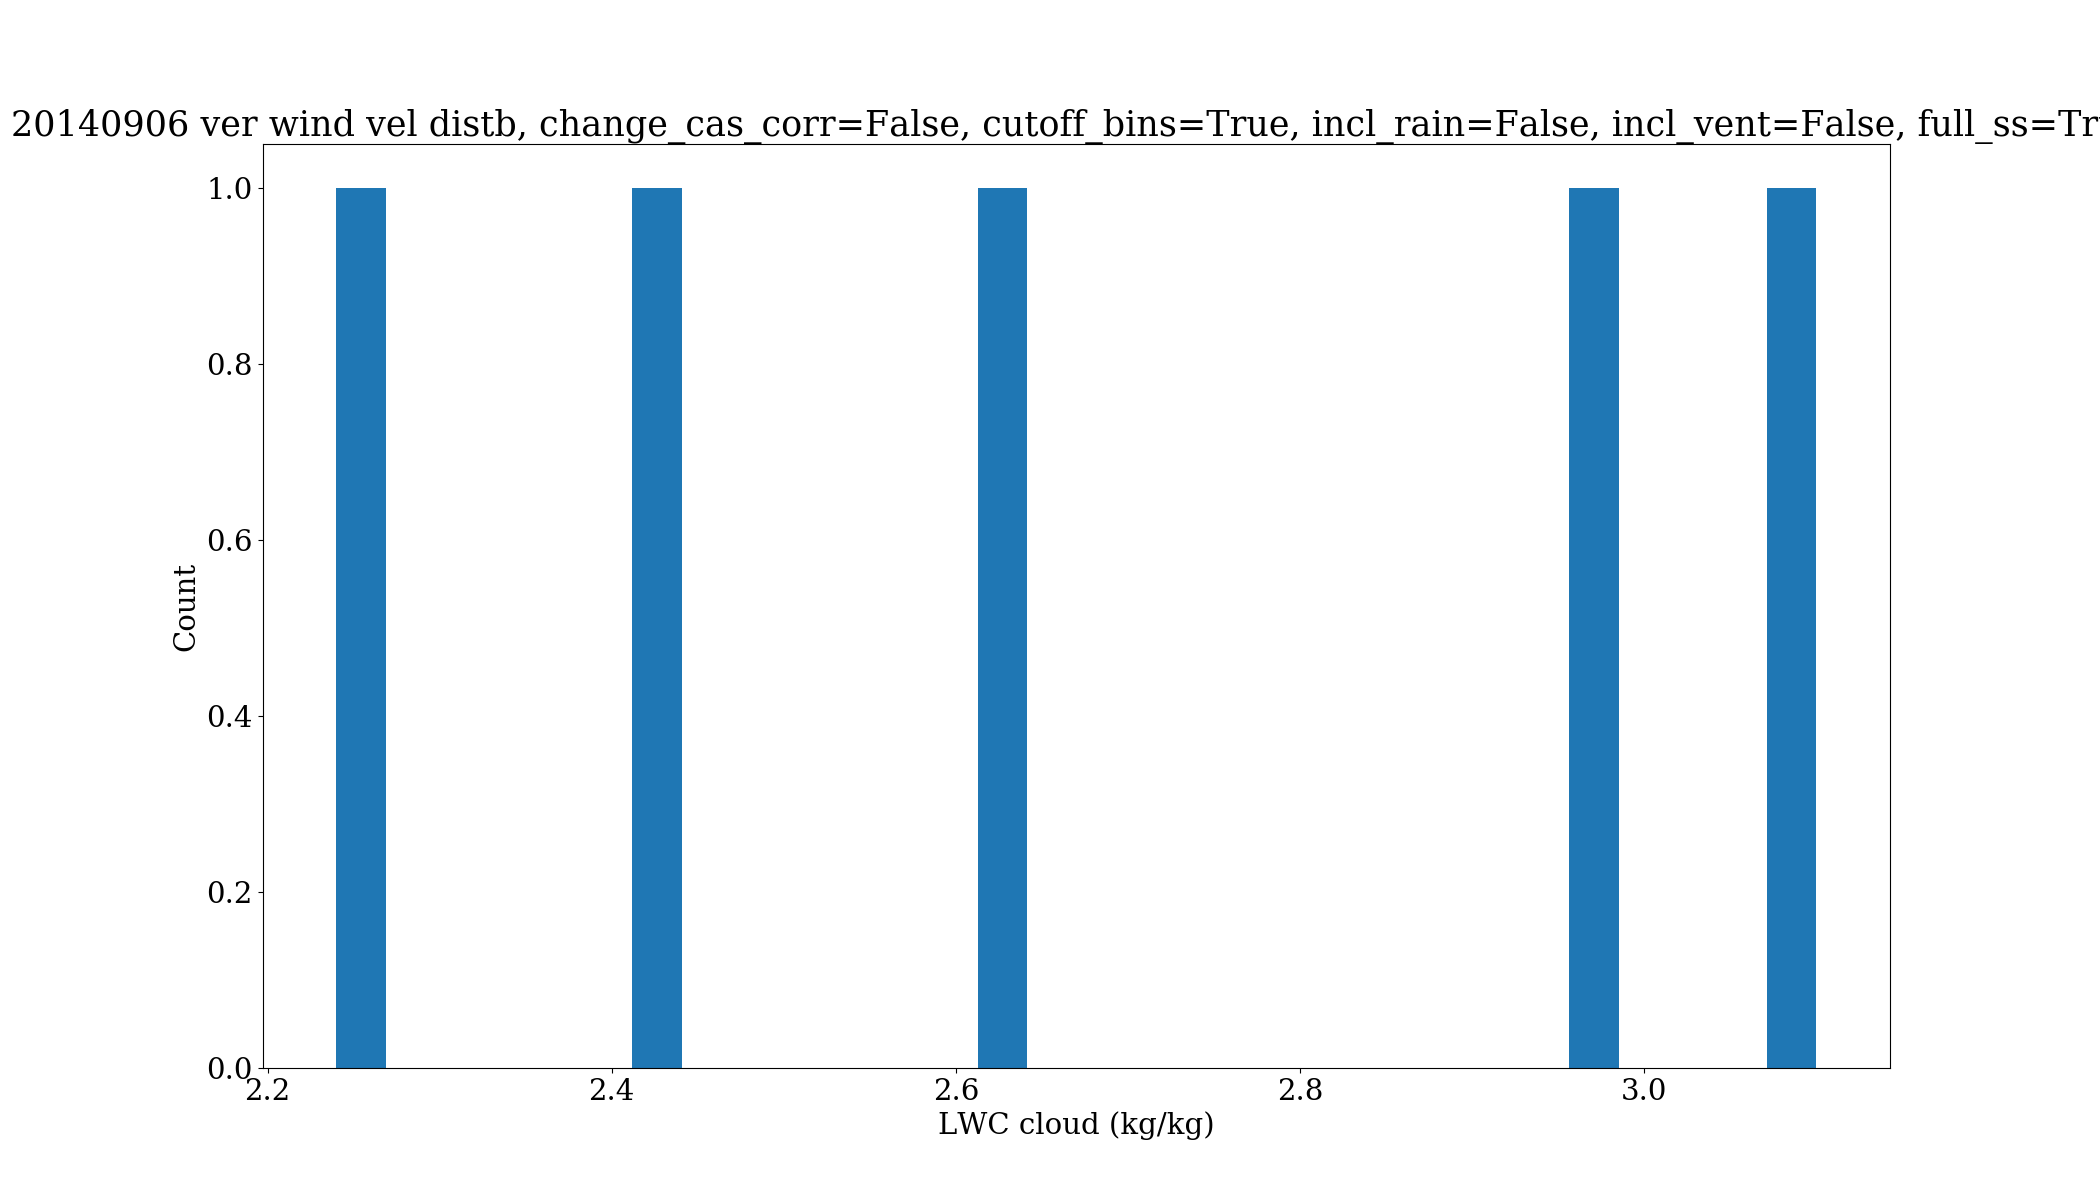 20140906 ver wind vel distb, change_cas_corr=False, cutoff_bins=True, incl_rain=False, incl_vent=False, full_ss=Tr
1.0
0.8
0.6
0.4
0.2
0.0
Count
2.2 2.4 2.6 2.8 3.0
LWC cloud (kg/kg)